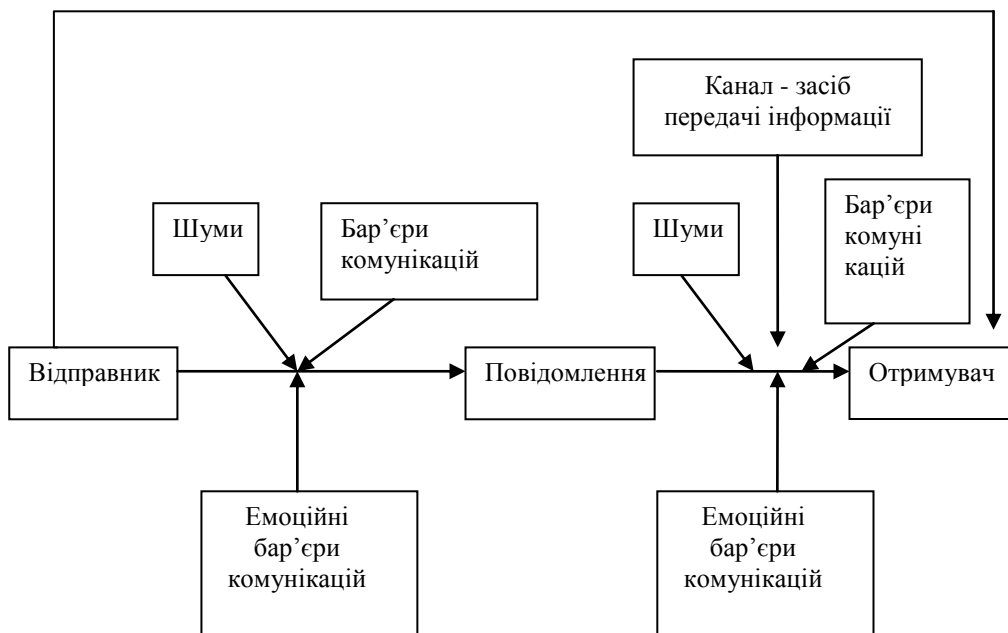 Канал - засіб
передачі інформації
Шуми
Бар’єри
комунікацій
Шуми
Бар’єри
комуні
кацій
Відправник
Повідомлення
Отримувач
Емоційні
бар’єри
комунікацій
Емоційні
бар’єри
комунікацій